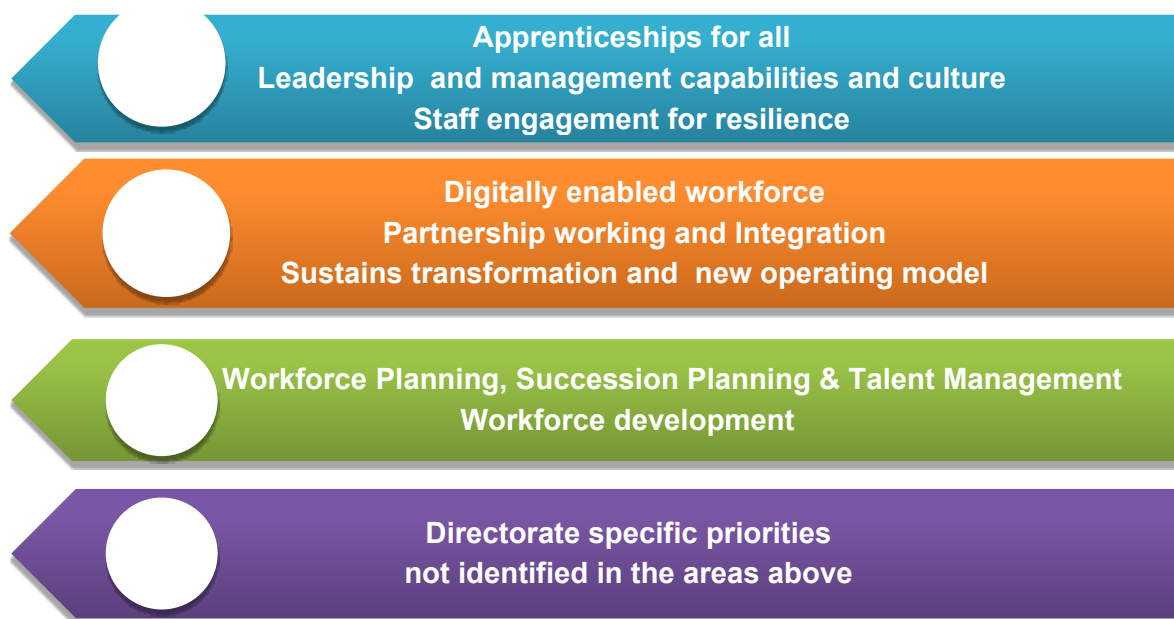 Apprenticeships for all
Leadership  and management capabilities and culture
Staff engagement for resilience
Digitally enabled workforce
Partnership working and Integration
Sustains transformation and  new operating model
Workforce Planning, Succession Planning & Talent Management
Workforce development
Directorate specific priorities
not identified in the areas above